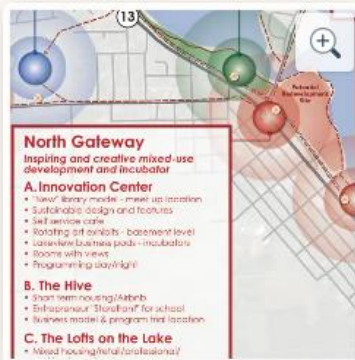 13
Potential
Redevelopment
Site
North Gateway
Inspiring and creative mixed-use
development and incubator
A. Innovation Center
• "New" library model - meet up location
• Sustainable design and features
• Self service cafe
• Rotating art exhibits - basement level
• Lakeview business pods - incubators
• Rooms with views
• Programming day/night
B. The Hive
• Short term housing/Airbnb
• Entrepreneur "Storefront" for school
• Business model & program trial location
C. The Lofts on the Lake
• Mixed housing/retail/professional/